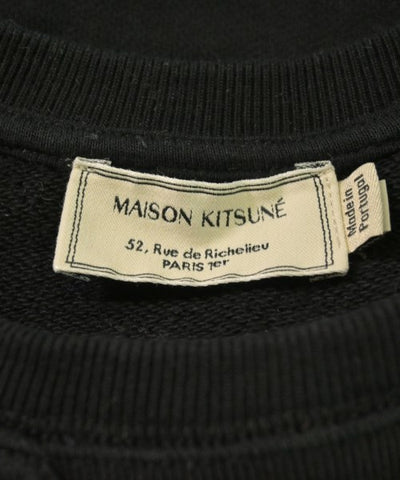 MAISON KITSUNÉ
52, Rue de Richelieu
PARIS 1er
Made in
Portugal